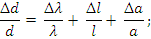 Δd/d = Δλ/λ + Δl/l + Δa/a;